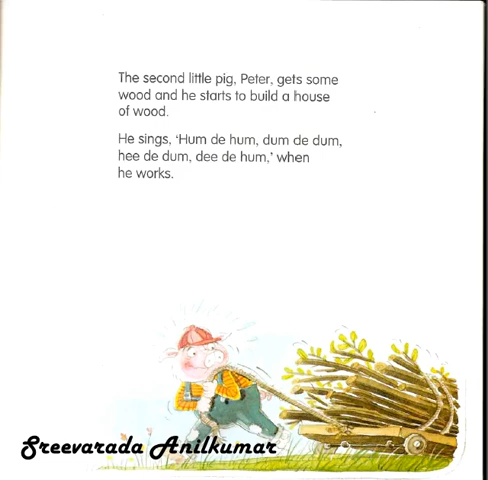 The second little pig, Peter, gets some
wood and he starts to build a house
of wood.
He sings, ‘Hum de hum, dum de dum,
hee de dum, dee de hum,’ when
he works.
Sreevarada Anilkumar